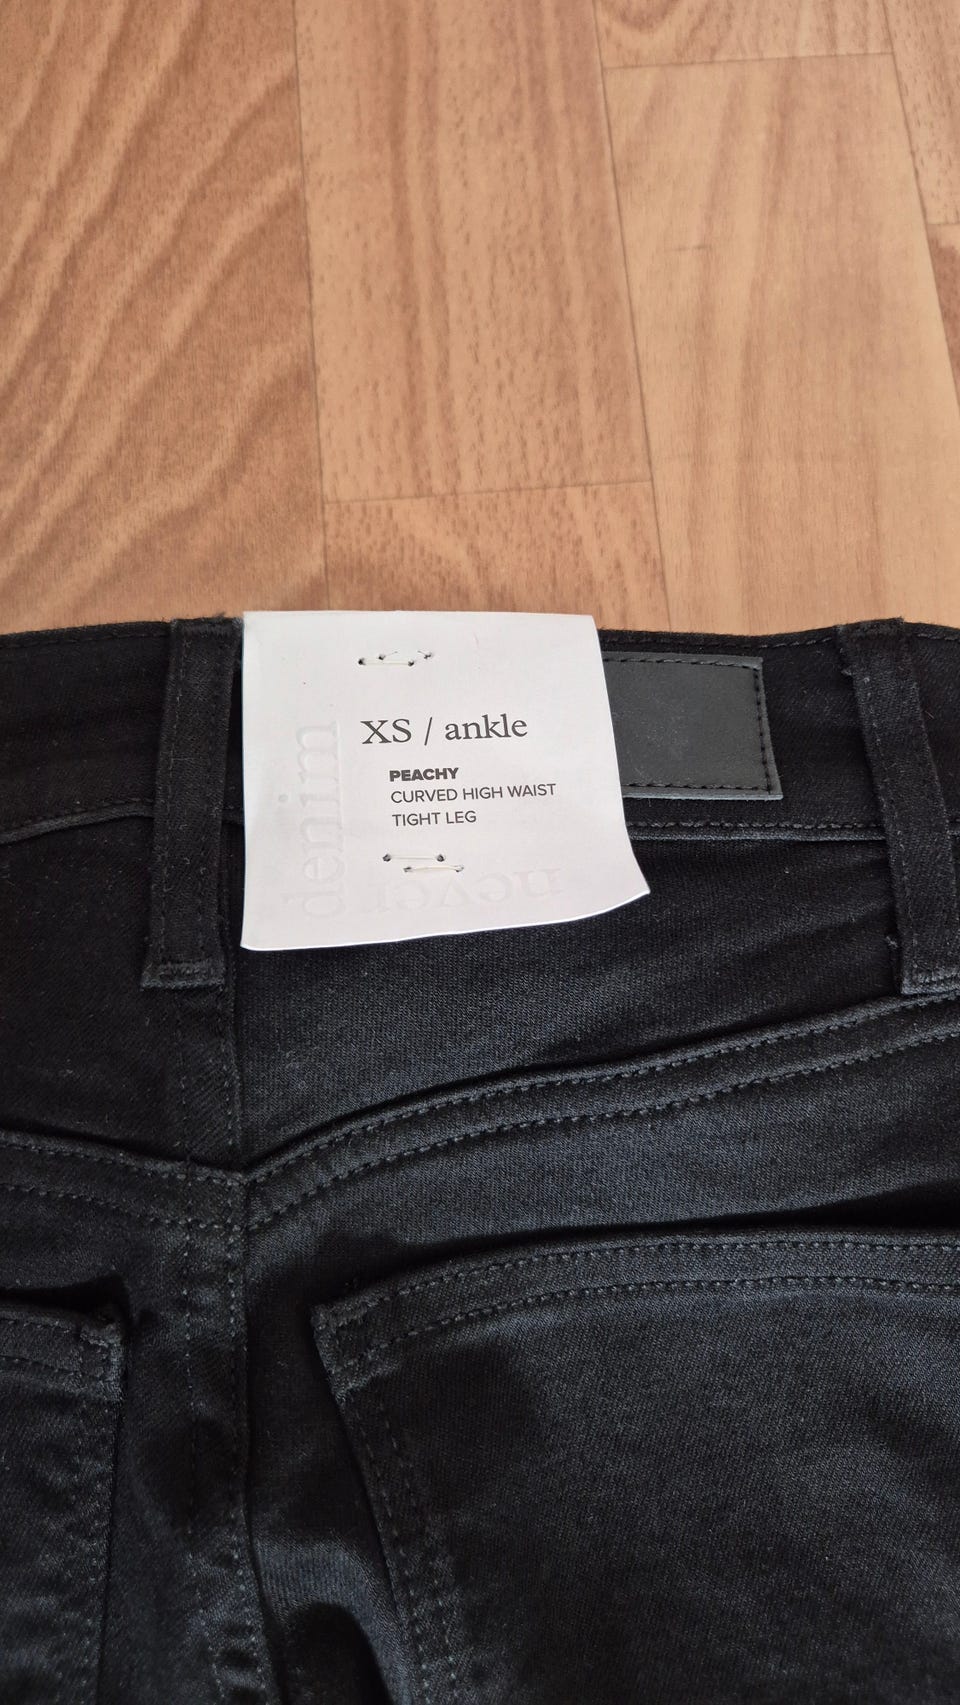 XS / ankle
PEACHY
CURVED HIGH WAIST
TIGHT LEG
denim
never